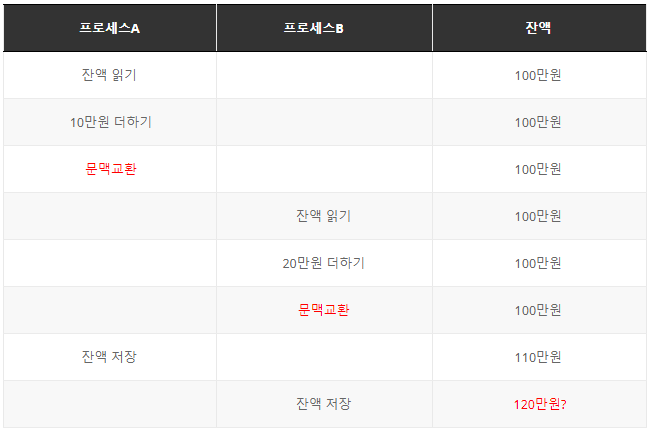 프로세스A 프로세스B 잔액
잔액 읽기 100만원
10만원 더하기 100만원
문맥교환 100만원
잔액 읽기 100만원
20만원 더하기 100만원
문맥교환 100만원
잔액 저장 110만원
잔액 저장 120만원?